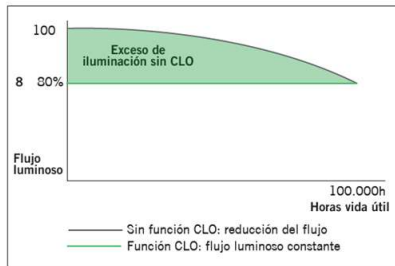 100
Exceso de
iluminación sin CLO
8 80%
Flujo
luminoso
100.000h
Horas vida útil
Sin función CLO: reducción del flujo
Función CLO: flujo luminoso constante